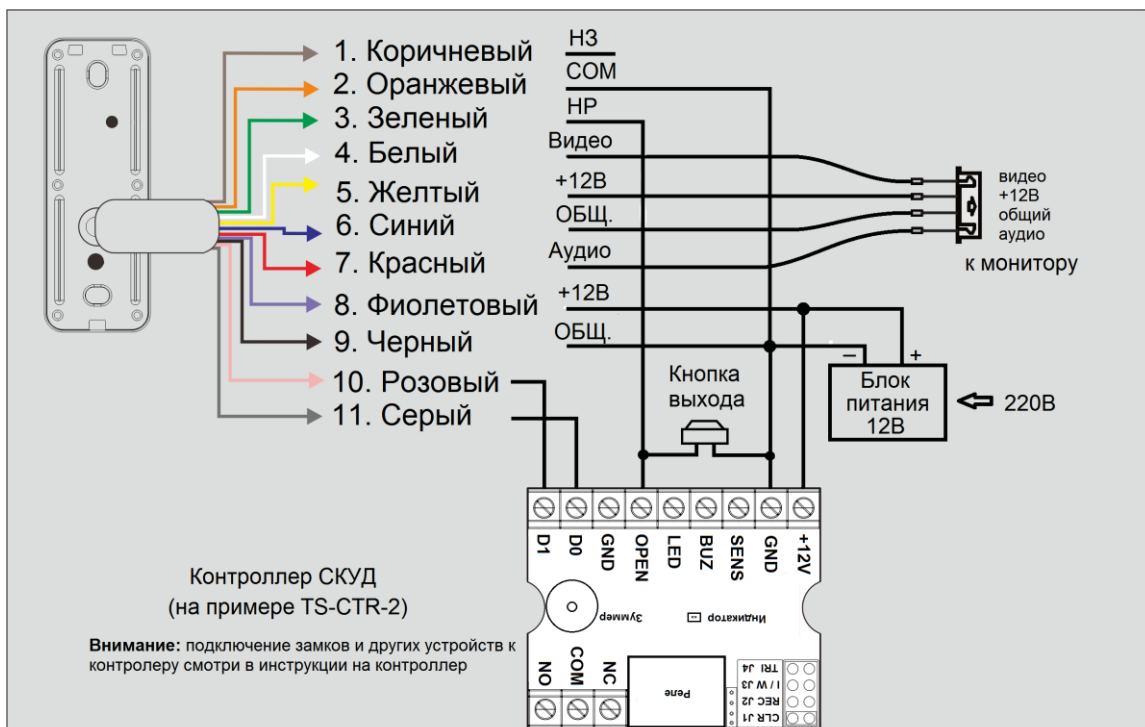 1. Коричневый
2. Оранжевый
3. Зеленый
4. Белый
5. Желтый
6. Синий
7. Красный
8. Фиолетовый
9. Черный
10. Розовый
11. Серый
НЗ
COM
НР
Видео
+12В
ОБЩ.
Аудио
+12В
ОБЩ.
видео
+12В
общий
аудио
к монитору
Кнопка
выхода
– +
Блок
питания
12В
220В
D1 D0 GND OPEN LED BUZ SENS GND +12V
Контроллер СКУД
(на примере TS-CTR-2)
Внимание: подключение замков и других устройств к
контролеру смотри в инструкции на контроллер
Зуммер
Индикатор
NO COM NC
Реле
TRI J4
I / W J3
REC J2
CLR J1